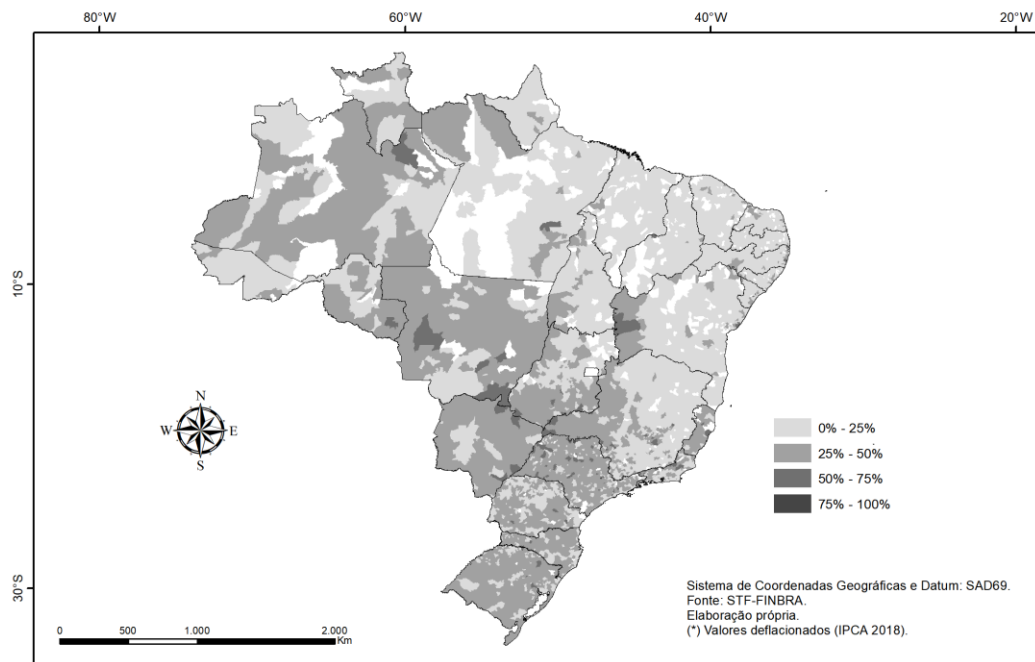 80°W 60°W 40°W 20°W
10°S
30°S
N
W E
S
0% - 25%
25% - 50%
50% - 75%
75% - 100%
Sistema de Coordenadas Geográficas e Datum: SAD69.
Fonte: STF-FINBRA.
Elaboração própria.
(*) Valores deflacionados (IPCA 2018).
0 500 1.000 2.000
Km